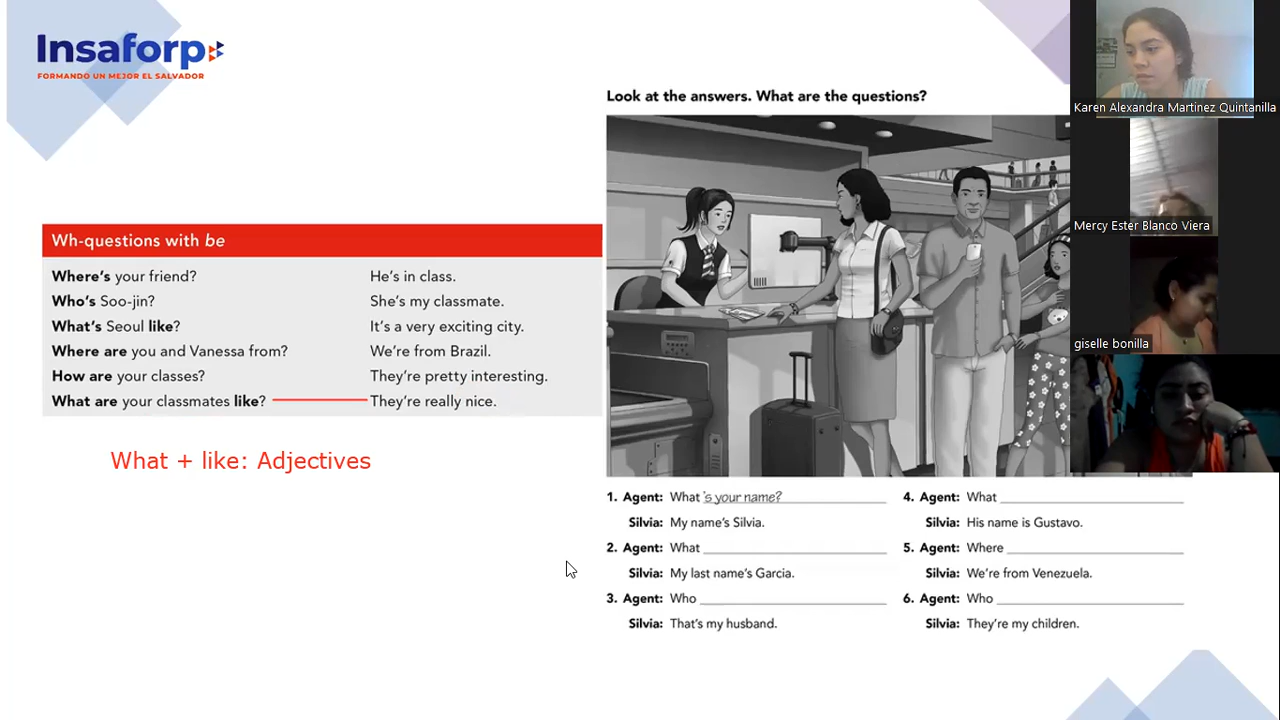 Insaforp
FORMANDO UN MEJOR EL SALVADOR
Wh-questions with be
Where's your friend? He's in class.
Who's Soo-jin? She's my classmate.
What's Seoul like? It's a very exciting city.
Where are you and Vanessa from? We're from Brazil.
How are your classes? They're pretty interesting.
What are your classmates like? They're really nice.
What + like: Adjectives
Look at the answers. What are the questions?
1. Agent: What 's your name?
Silvia: My name's Silvia.
2. Agent: What
Silvia: My last name's Garcia.
3. Agent: Who
Silvia: That's my husband.
4. Agent: What
Silvia: His name is Gustavo.
5. Agent: Where
Silvia: We're from Venezuela.
6. Agent: Who
Silvia: They're my children.
Karen Alexandra Martinez Quintanilla
Mercy Ester Blanco Viera
giselle bonilla